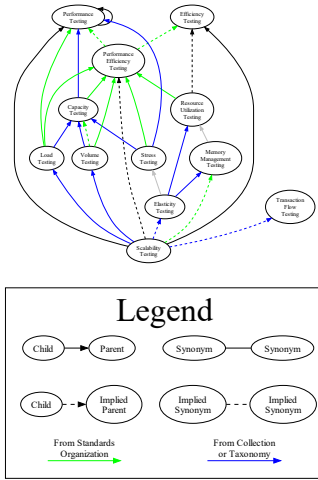 Performance
Testing
Efficiency
Testing
Performance
Efficiency
Testing
Capacity
Testing
Resource
Utilization
Testing
Load
Testing
Volume
Testing
Stress
Testing
Memory
Management
Testing
Elasticity
Testing
Transaction
Flow
Testing
Scalability
Testing
Legend
Child
Parent
Synonym
Synonym
Child
Implied
Parent
Implied
Synonym
Implied
Synonym
From Standards
Organization
From Collection
or Taxonomy